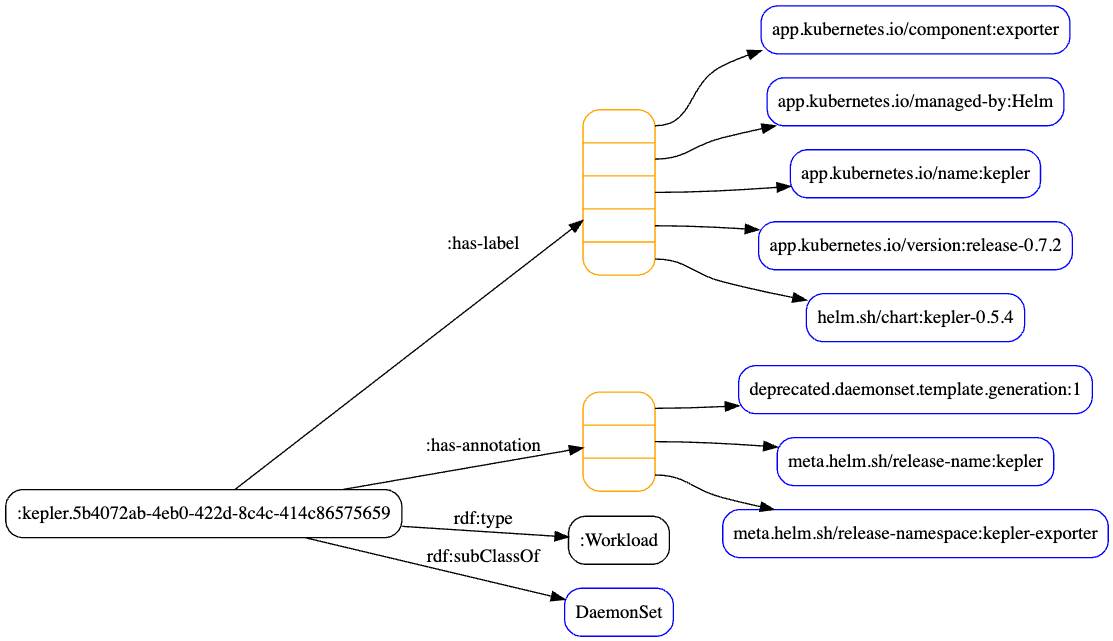 app.kubernetes.io/component:exporter
app.kubernetes.io/managed-by:Helm
app.kubernetes.io/name:kepler
:has-label
app.kubernetes.io/version:release-0.7.2
helm.sh/chart:kepler-0.5.4
deprecated.daemonset.template.generation:1
:has-annotation
meta.helm.sh/release-name:kepler
:kepler.5b4072ab-4eb0-422d-8c4c-414c86575659
rdf:type
meta.helm.sh/release-namespace:kepler-exporter
:Workload
rdf:subClassOf
DaemonSet